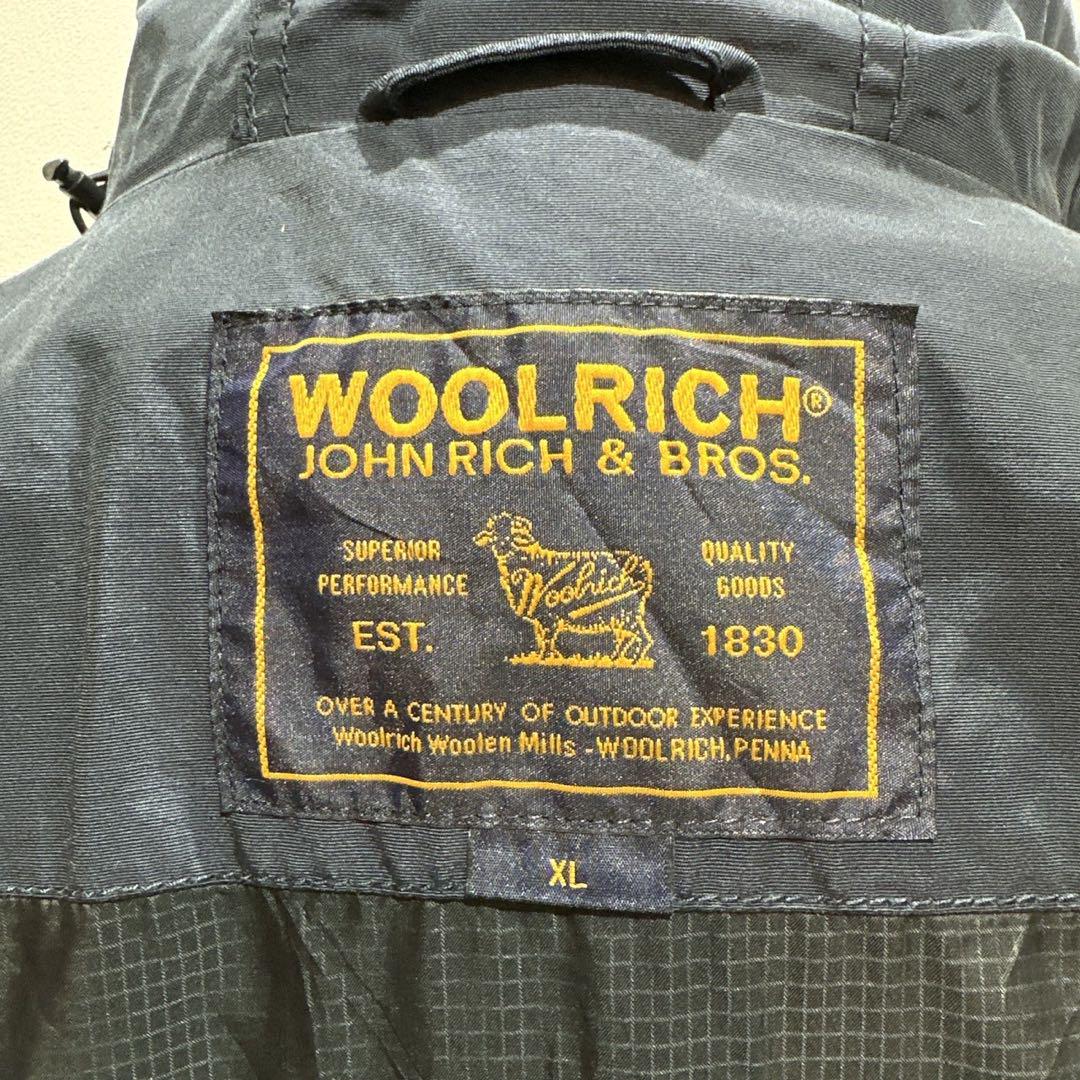 WOOLRICH®
JOHN RICH & BROS.
SUPERIOR
PERFORMANCE
EST.
Woolrich
QUALITY
GOODS
1830
OVER A CENTURY OF OUTDOOR EXPERIENCE
Woolrich Woolen Mills - WOOLRICH, PENNA
XL